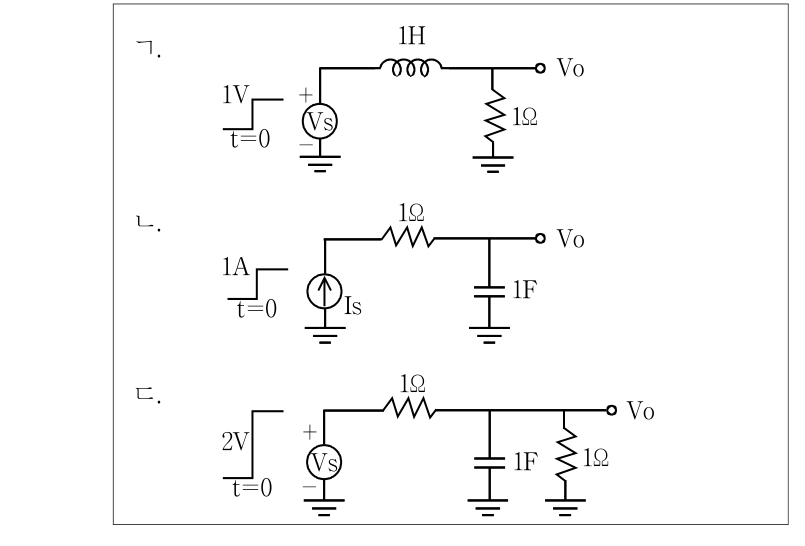 ㄱ.
1H
Vo
1V
+
Vs
−
1Ω
t=0
ㄴ.
1Ω
Vo
1A
Is
1F
t=0
ㄷ.
1Ω
Vo
2V
+
Vs
−
1F
1Ω
t=0